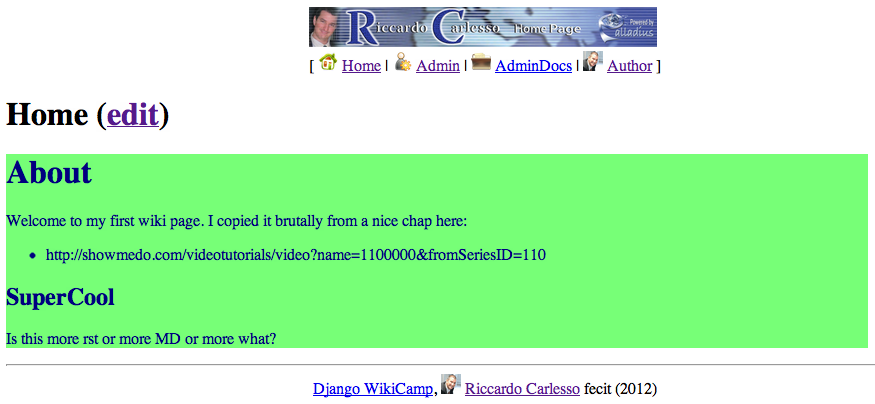 Riccardo Carlesso Home Page Powered by alladius
[ Home | Admin | AdminDocs | Author ]
Home (edit)
About
Welcome to my first wiki page. I copied it brutally from a nice chap here:
• http://showmedo.com/videotutorials/video?name=1100000&fromSeriesID=110
SuperCool
Is this more rst or more MD or more what?
Django WikiCamp, Riccardo Carlesso fecit (2012)